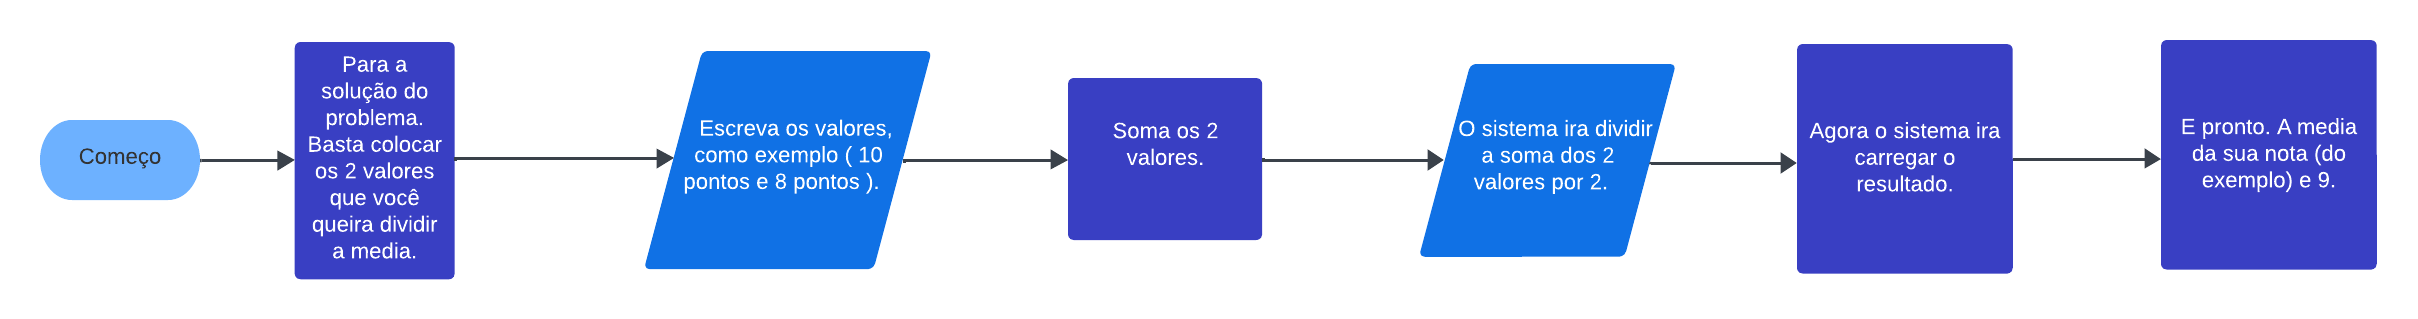 Começo
Para a
solução do
problema.
Basta colocar
os 2 valores
que você
queira dividir
a media.
Escreva os valores,
como exemplo ( 10
pontos e 8 pontos ).
Soma os 2
valores.
O sistema ira dividir
a soma dos 2
valores por 2.
Agora o sistema ira
carregar o
resultado.
E pronto. A media
da sua nota (do
exemplo) e 9.